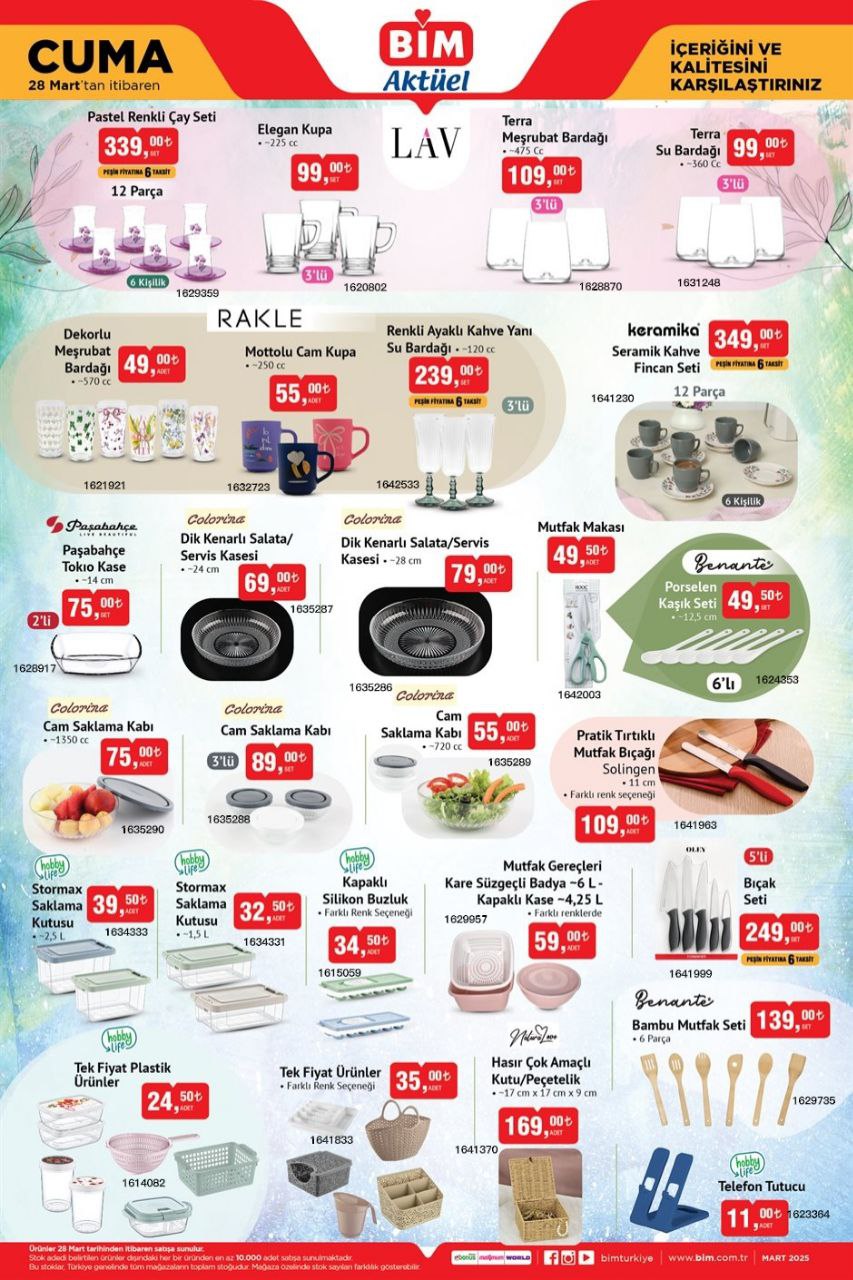 CUMA
28 Mart'tan itibaren
BİM
Aktüel
İÇERİĞİNİ VE
KALİTESİNİ
KARŞILAŞTIRINIZ
Pastel Renkli Çay Seti
339,00₺
SET
PEŞİN FİYATINA 6 TAKSİT
12 Parça
6 Kişilik
1629359
Elegan Kupa
• ~225 cc
99,00₺
SET
3'lü
1620802
LAV
Terra
Meşrubat Bardağı
• ~475 Cc
109,00₺
SET
3'lü
1628870
Terra
Su Bardağı
• ~360 Cc
99,00₺
SET
3'lü
1631248
RAKLE
Dekorlu
Meşrubat
Bardağı
• ~570 cc
49,00₺
ADET
1621921
Mottolu Cam Kupa
• ~250 cc
55,00₺
ADET
1632723
Renkli Ayaklı Kahve Yanı
Su Bardağı • ~120 cc
239,00₺
SET
PEŞİN FİYATINA 6 TAKSİT
3'lü
1642533
keramika
Seramik Kahve
Fincan Seti
349,00₺
SET
PEŞİN FİYATINA 6 TAKSİT
1641230
12 Parça
6 Kişilik
Paşabahçe
LIVE BEAUTIFUL
Paşabahçe
Tokıo Kase
• ~14 cm
75,00₺
SET
2'li
1628917
Colorina
Dik Kenarlı Salata/
Servis Kasesi
• ~24 cm
69,00₺
ADET
1635287
Colorina
Dik Kenarlı Salata/Servis
Kasesi • ~28 cm
79,00₺
ADET
1635286
Mutfak Makası
49,50₺
ADET
1642003
Benante
Porselen
Kaşık Seti
• ~12,5 cm
49,50₺
SET
6'lı
1624353
Colorina
Cam Saklama Kabı
• ~1350 cc
75,00₺
ADET
1635290
Colorina
Cam Saklama Kabı
3'lü
89,00₺
SET
1635288
Colorina
Cam
Saklama Kabı
• ~720 cc
55,00₺
ADET
1635289
Pratik Tırtıklı
Mutfak Bıçağı
Solingen
• 11 cm
• Farklı renk seçeneği
109,00₺
ADET
1641963
hobby
life
Stormax
Saklama
Kutusu
• ~2,5 L
39,50₺
ADET
1634333
hobby
life
Stormax
Saklama
Kutusu
• ~1,5 L
32,50₺
ADET
1634331
hobby
life
Kapaklı
Silikon Buzluk
• Farklı Renk Seçeneği
34,50₺
ADET
1615059
Mutfak Gereçleri
Kare Süzgeçli Badya ~6 L -
Kapaklı Kase ~4,25 L
• Farklı renklerde
1629957
59,00₺
ADET
OLEY
5'li
Bıçak
Seti
249,00₺
SET
PEŞİN FİYATINA 6 TAKSİT
1641999
Benante
Bambu Mutfak Seti
• 6 Parça
139,00₺
SET
1629735
hobby
life
Tek Fiyat Plastik
Ürünler
24,50₺
ADET
1614082
Tek Fiyat Ürünler
• Farklı Renk Seçeneği
35,00₺
ADET
1641833
NatureLove
Hasır Çok Amaçlı
Kutu/Peçetelik
• ~17 cm x 17 cm x 9 cm
169,00₺
ADET
1641370
hobby
life
Telefon Tutucu
11,00₺
ADET
1623364
Ürünler 28 Mart tarihinden itibaren satışa sunulur.
Stok adedi belirtilen ürünler dışındaki her bir üründen en az 10.000 adet satışa sunulmaktadır.
Bu stoklar, Türkiye genelinde tüm mağazaların toplam stoğudur. Mağaza özelinde stok sayıları farklılık gösterebilir.
bonus maximum WORLD
bimturkiye
www.bim.com.tr
MART 2025